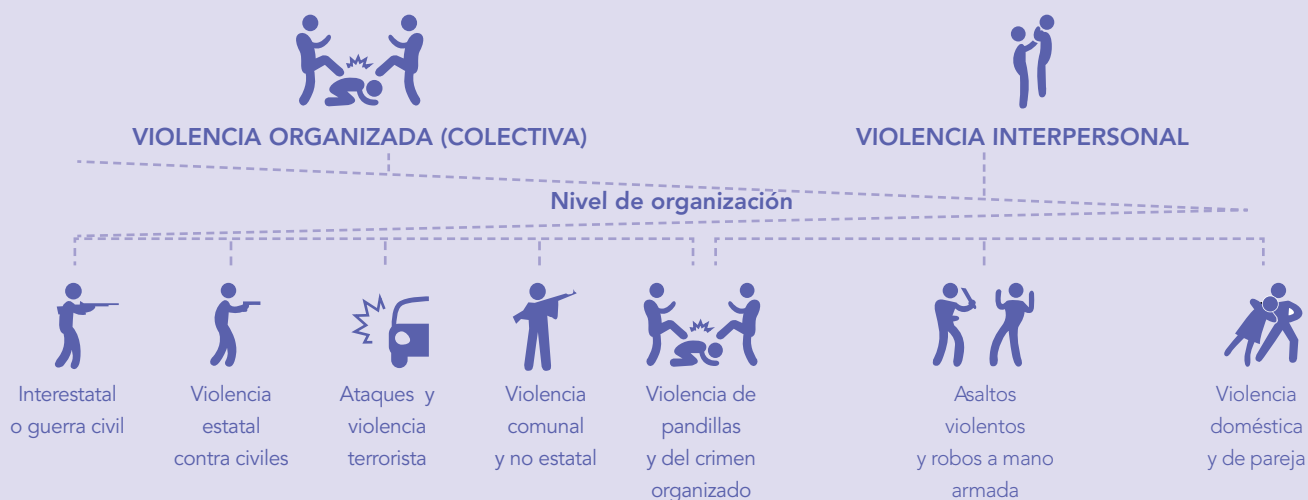 VIOLENCIA ORGANIZADA (COLECTIVA)
VIOLENCIA INTERPERSONAL
Nivel de organización
Interestatal
o guerra civil
Violencia
estatal
contra civiles
Ataques y
violencia
terrorista
Violencia
comunal
y no estatal
Violencia de
pandillas
y del crimen
organizado
Asaltos
violentos
y robos a mano
armada
Violencia
doméstica
y de pareja